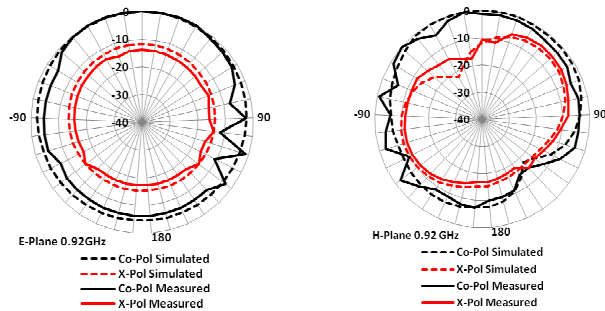 0
-10
-20
-30
-40
-90
90
180
E-Plane 0.92GHz
Co-Pol Simulated
X-Pol Simulated
Co-Pol Measured
X-Pol Measured
0
-10
-20
-30
-40
-90
90
180
H-Plane 0.92 GHz
Co-Pol Simulated
X-Pol Simulated
Co-Pol Measured
X-Pol Measured